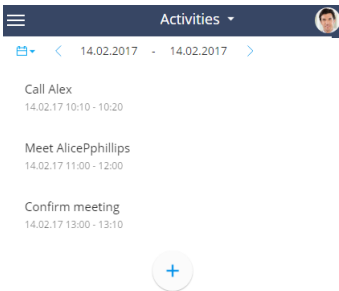 Activities
14.02.2017 - 14.02.2017
Call Alex
14.02.17 10:10 - 10:20
Meet AlicePphillips
14.02.17 11:00 - 12:00
Confirm meeting
14.02.17 13:00 - 13:10
+